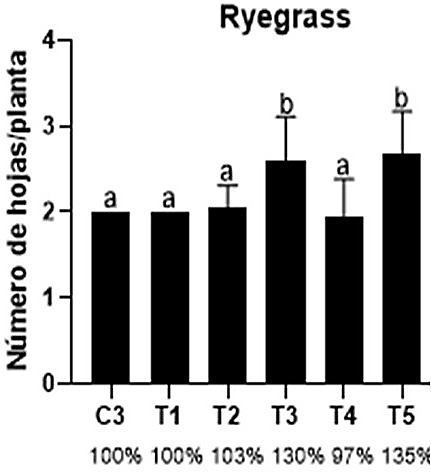 Ryegrass
Número de hojas/planta
4
3
2
1
0
a a a b a b
C3 T1 T2 T3 T4 T5
100% 100% 103% 130% 97% 135%